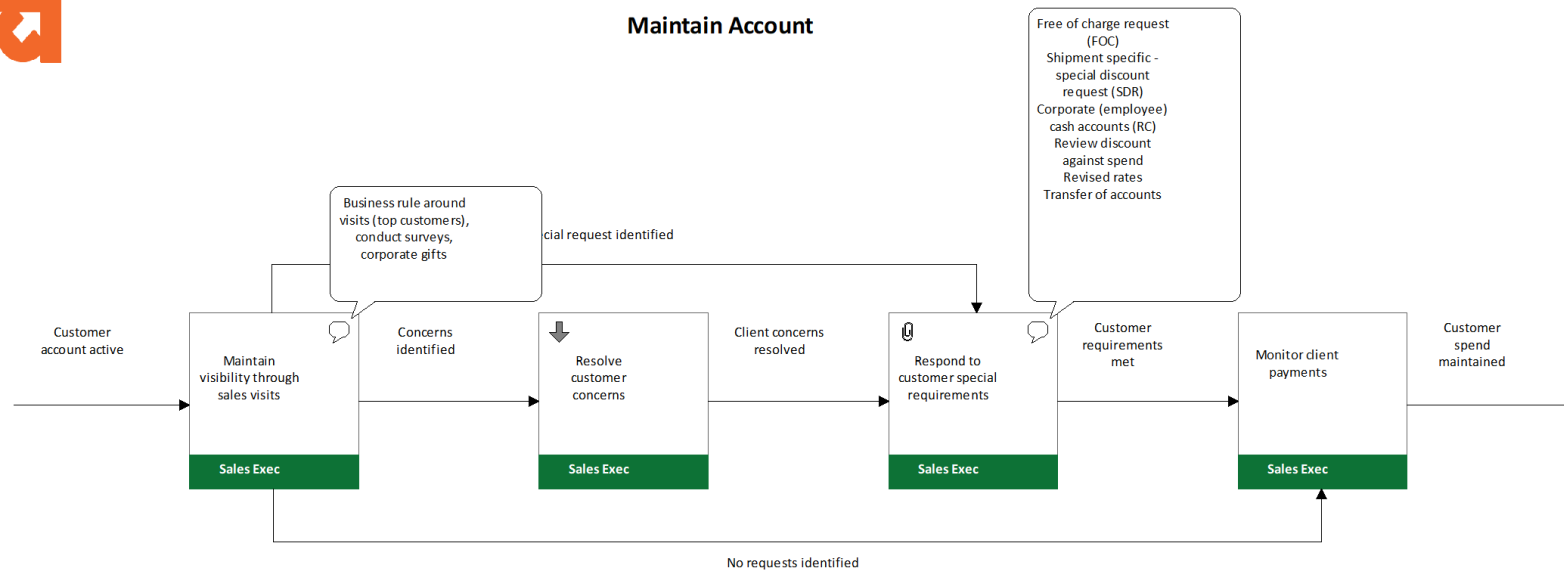 Maintain Account
Free of charge request
(FOC)
Shipment specific -
special discount
request (SDR)
Corporate (employee)
cash accounts (RC)
Review discount
against spend
Revised rates
Transfer of accounts
Business rule around
visits (top customers),
conduct surveys,
corporate gifts
request identified
Customer
account active
Maintain
visibility through
sales visits
Sales Exec
Concerns
identified
Resolve
customer
concerns
Sales Exec
Client concerns
resolved
Respond to
customer special
requirements
Sales Exec
Customer
requirements
met
Monitor client
payments
Sales Exec
Customer
spend
maintained
No requests identified